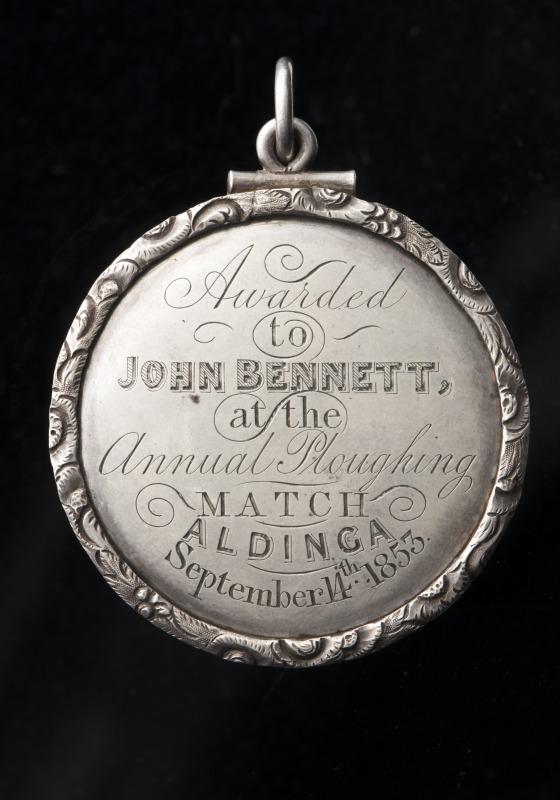 Awarded
to
JOHN BENNETT,
at the
Annual Ploughing
MATCH
ALDINGA
September 14th 1853.